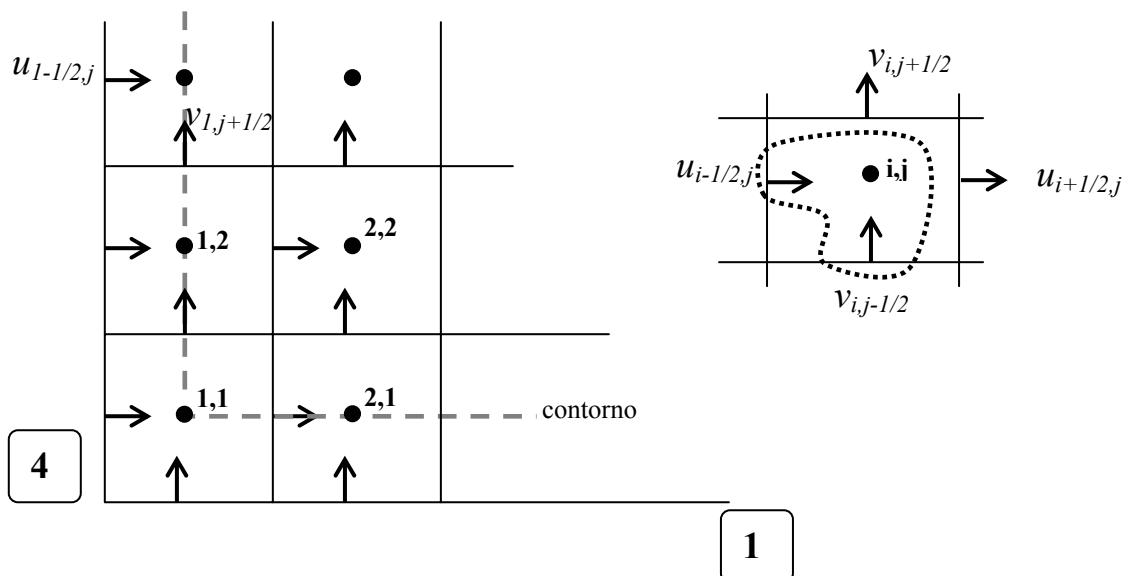 u1-1/2,j
v1,j+1/2
1,2
2,2
1,1
2,1
contorno
4
1
vi,j+1/2
ui-1/2,j
i,j
ui+1/2,j
vi,j-1/2